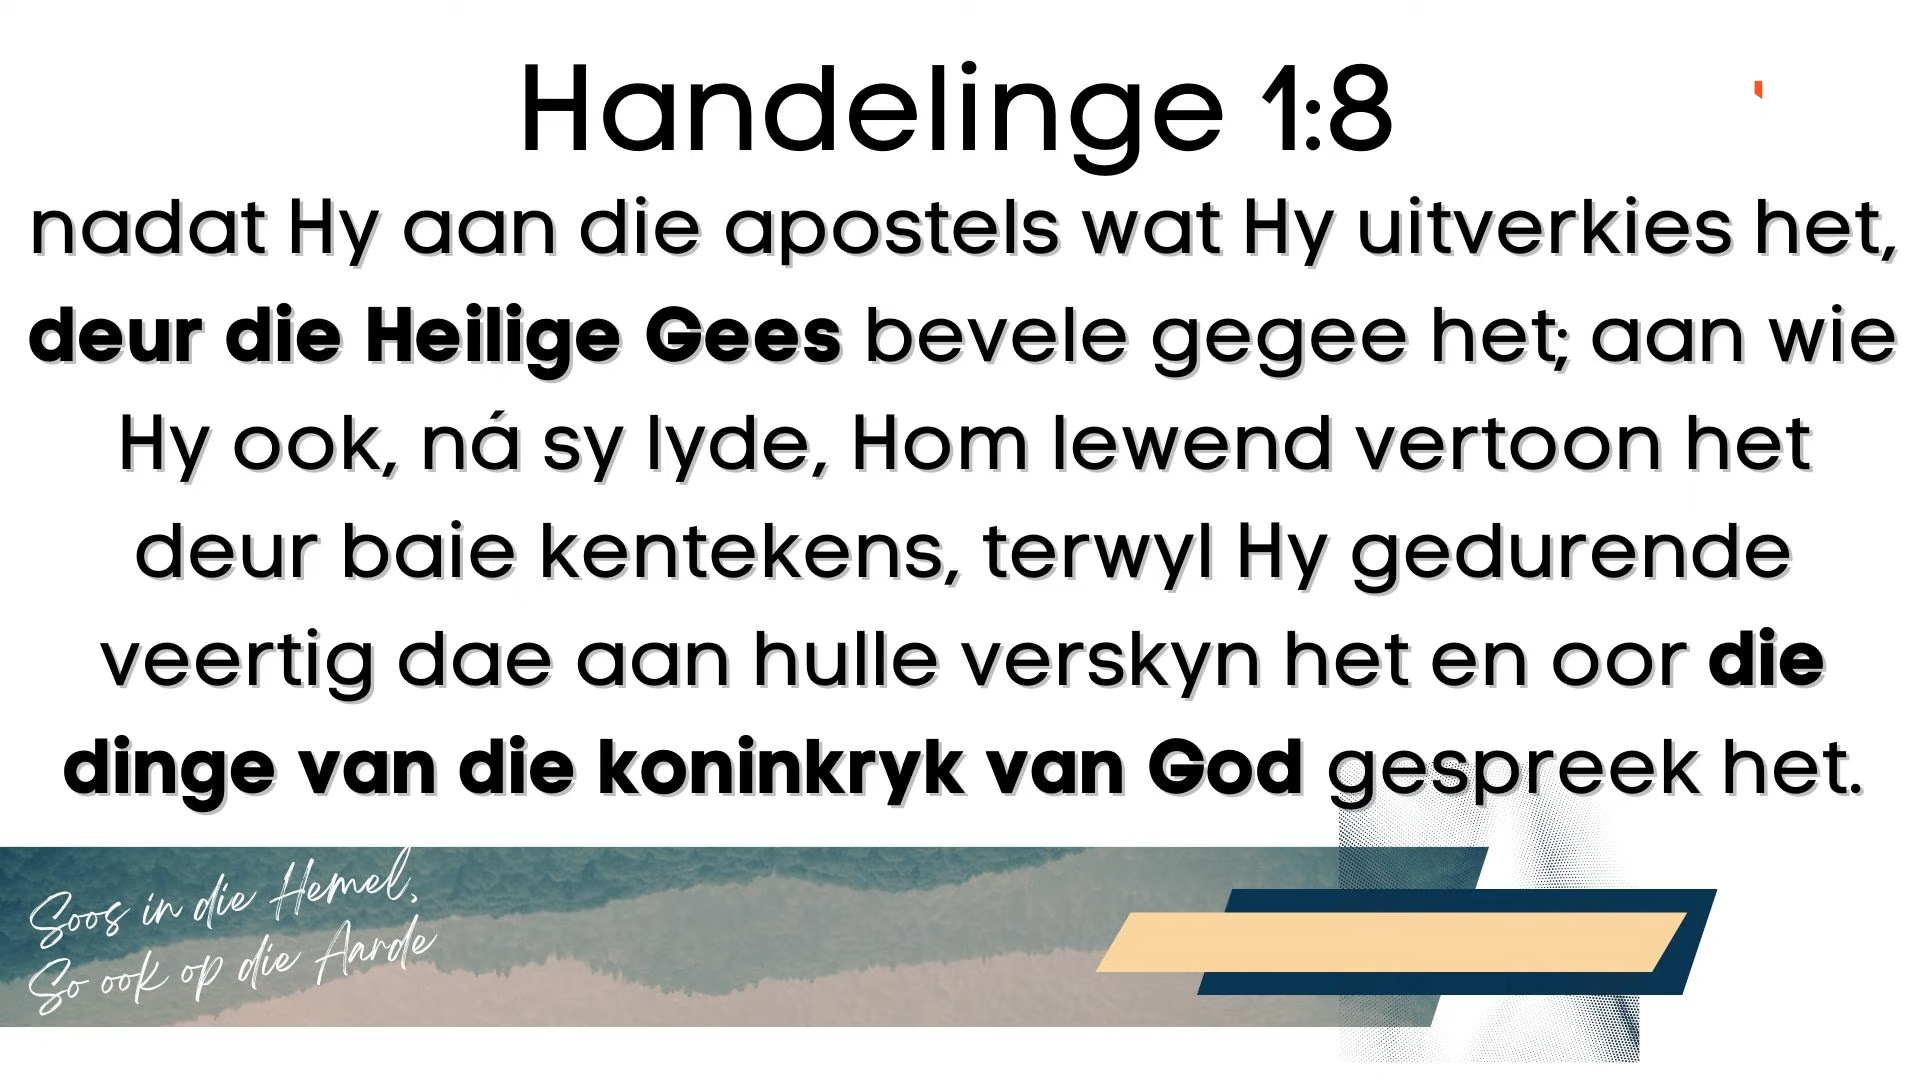 Handelinge 1:8
nadat Hy aan die apostels wat Hy uitverkies het,
deur die Heilige Gees bevele gegee het; aan wie
Hy ook, ná sy lyde, Hom lewend vertoon het
deur baie kentekens, terwyl Hy gedurende
veertig dae aan hulle verskyn het en oor die
dinge van die koninkryk van God gespreek het.
Soos in die Hemel,
So ook op die Aarde